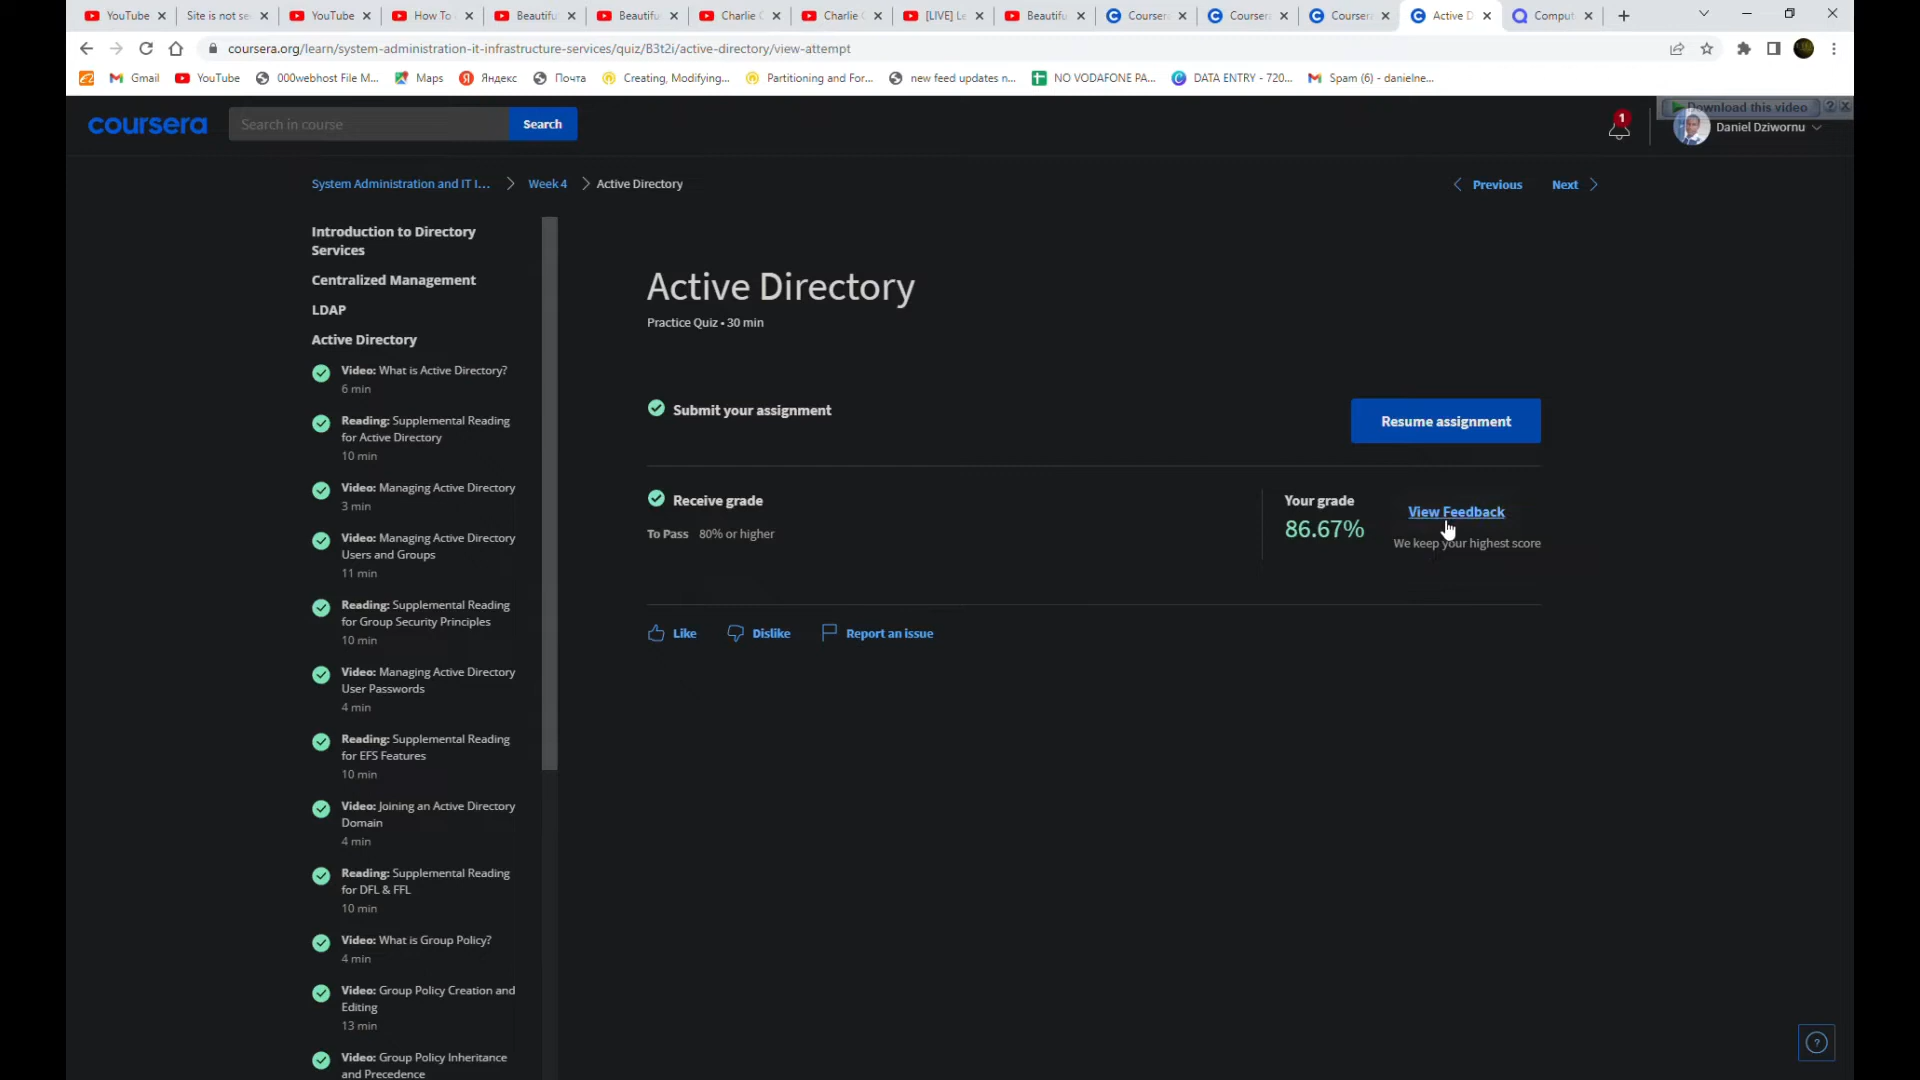 YouTube
Site is not se
YouTube
How To
Beautifu
Beautifu
Charlie C
Charlie C
[LIVE] Le
Beautifu
Courser
Courser
Courser
Active D
Comput
coursera.org/learn/system-administration-it-infrastructure-services/quiz/B3t2i/active-directory/view-attempt
Gmail
YouTube
000webhost File M...
Maps
Яндекс
Почта
Creating, Modifying...
Partitioning and For...
new feed updates n...
NO VODAFONE PA...
DATA ENTRY - 720...
Spam (6) - danielne...
coursera
Search in course
Search
1
Download this video
Daniel Dziwornu
System Administration and IT I...
Week 4
Active Directory
Previous
Next
Introduction to Directory
Services
Centralized Management
LDAP
Active Directory
Video: What is Active Directory?
6 min
Reading: Supplemental Reading
for Active Directory
10 min
Video: Managing Active Directory
3 min
Video: Managing Active Directory
Users and Groups
11 min
Reading: Supplemental Reading
for Group Security Principles
10 min
Video: Managing Active Directory
User Passwords
4 min
Reading: Supplemental Reading
for EFS Features
10 min
Video: Joining an Active Directory
Domain
4 min
Reading: Supplemental Reading
for DFL & FFL
10 min
Video: What is Group Policy?
4 min
Video: Group Policy Creation and
Editing
13 min
Video: Group Policy Inheritance
and Precedence
Active Directory
Practice Quiz • 30 min
Submit your assignment
Resume assignment
Receive grade
To Pass 80% or higher
Your grade
86.67%
View Feedback
We keep your highest score
Like
Dislike
Report an issue